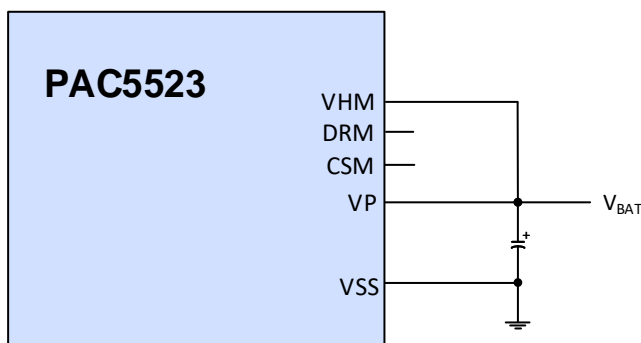 PAC5523
VHM
DRM
CSM
VP
VBAT
+
VSS